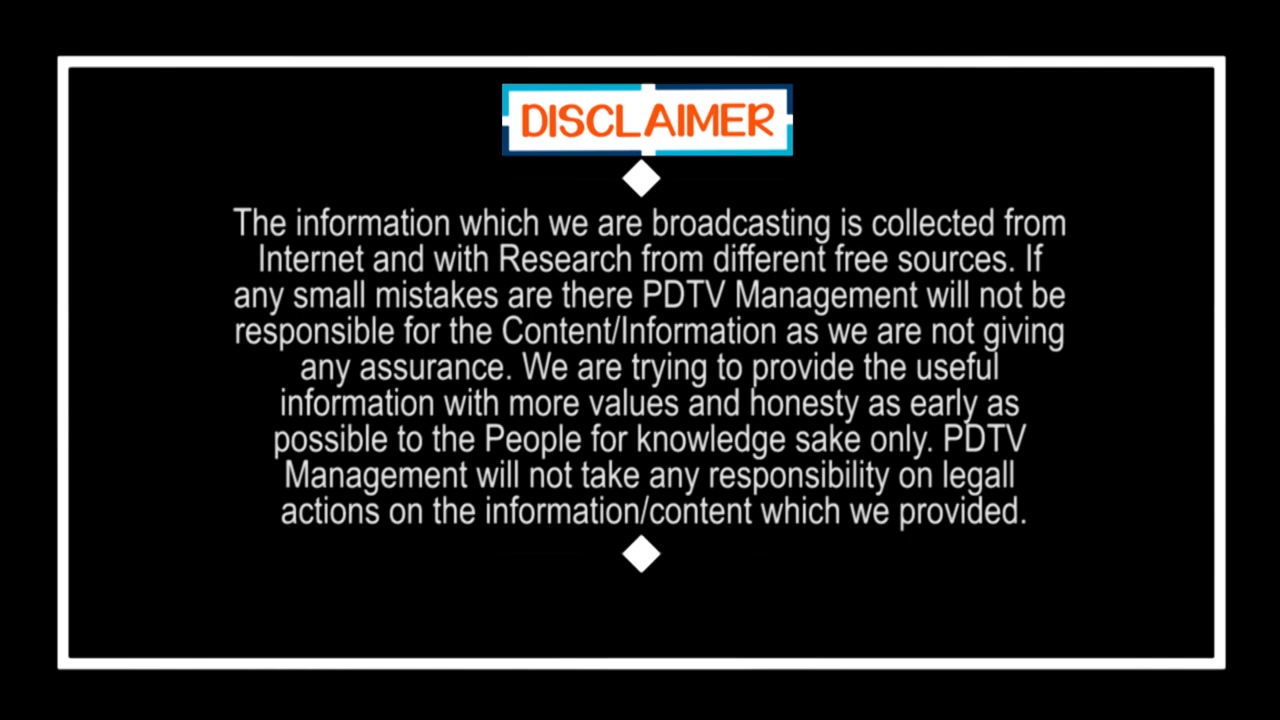 DISCLAIMER
The information which we are broadcasting is collected from
Internet and with Research from different free sources. If
any small mistakes are there PDTV Management will not be
responsible for the Content/Information as we are not giving
any assurance. We are trying to provide the useful
information with more values and honesty as early as
possible to the People for knowledge sake only. PDTV
Management will not take any responsibility on legall
actions on the information/content which we provided.